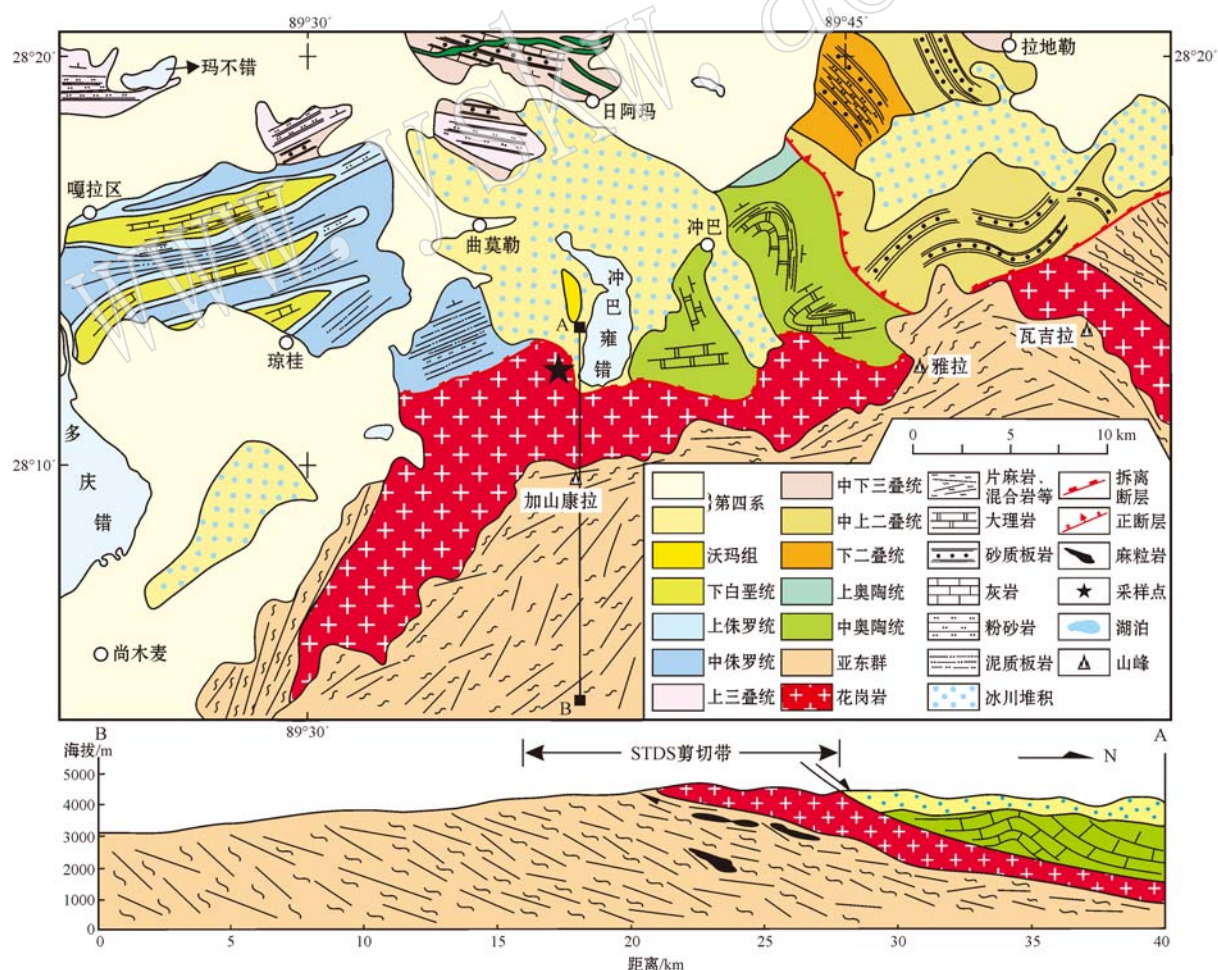 89°30′
89°45′
28°20′
28°20′
玛不错
拉地勒
日阿玛
嘎拉区
曲莫勒
冲巴
冲巴雍错
A
琼桂
瓦吉拉
雅拉
多庆错
28°10′
加山康拉
尚木麦
B
0 5 10 km
第四系
沃玛组
下白垩统
上侏罗统
中侏罗统
上三叠统
中下三叠统
中上二叠统
下二叠统
上奥陶统
中奥陶统
亚东群
花岗岩
片麻岩、
混合岩等
大理岩
砂质板岩
灰岩
粉砂岩
泥质板岩
冰川堆积
拆离
断层
正断层
麻粒岩
采样点
湖泊
山峰
89°30′
B
A
海拔/m
STDS剪切带
N
5000
4000
3000
2000
1000
0
0 5 10 15 20 25 30 35 40
距离/km